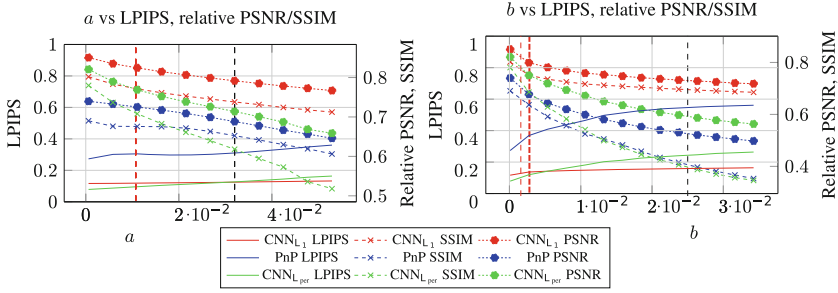 a vs LPIPS, relative PSNR/SSIM
LPIPS
1
0.8
0.6
0.4
0.2
0
0.8
0.7
0.6
0.5
Relative PSNR, SSIM
0 2·10⁻² 4·10⁻²
a
b vs LPIPS, relative PSNR/SSIM
LPIPS
1
0.8
0.6
0.4
0.2
0
0.8
0.6
0.4
Relative PSNR, SSIM
0 1·10⁻² 2·10⁻² 3·10⁻²
b
CNN_L₁ LPIPS CNN_L₁ SSIM CNN_L₁ PSNR
PnP LPIPS PnP SSIM PnP PSNR
CNN_Lper LPIPS CNN_Lper SSIM CNN_Lper PSNR